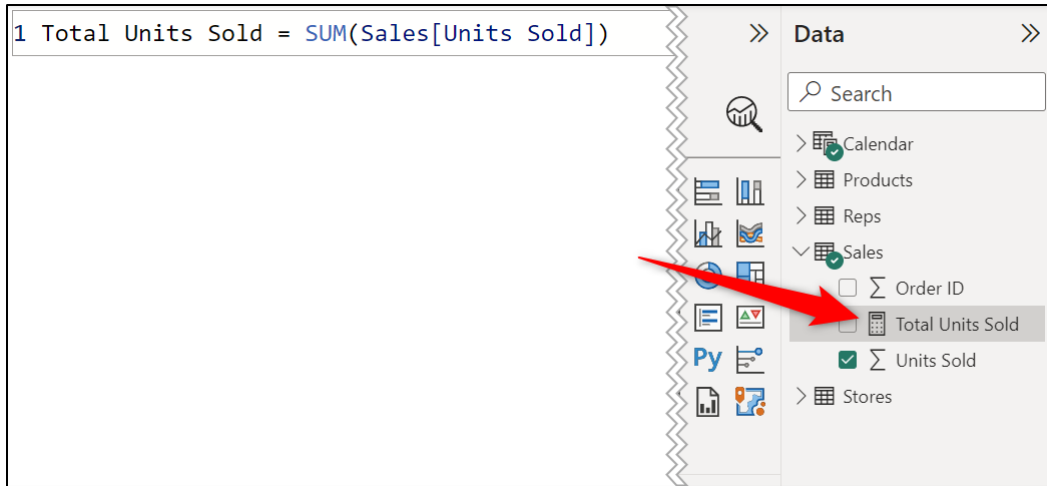 1 Total Units Sold = SUM(Sales[Units Sold])
Data
Search
Calendar
Products
Reps
Sales
Order ID
Total Units Sold
Units Sold
Stores
Py